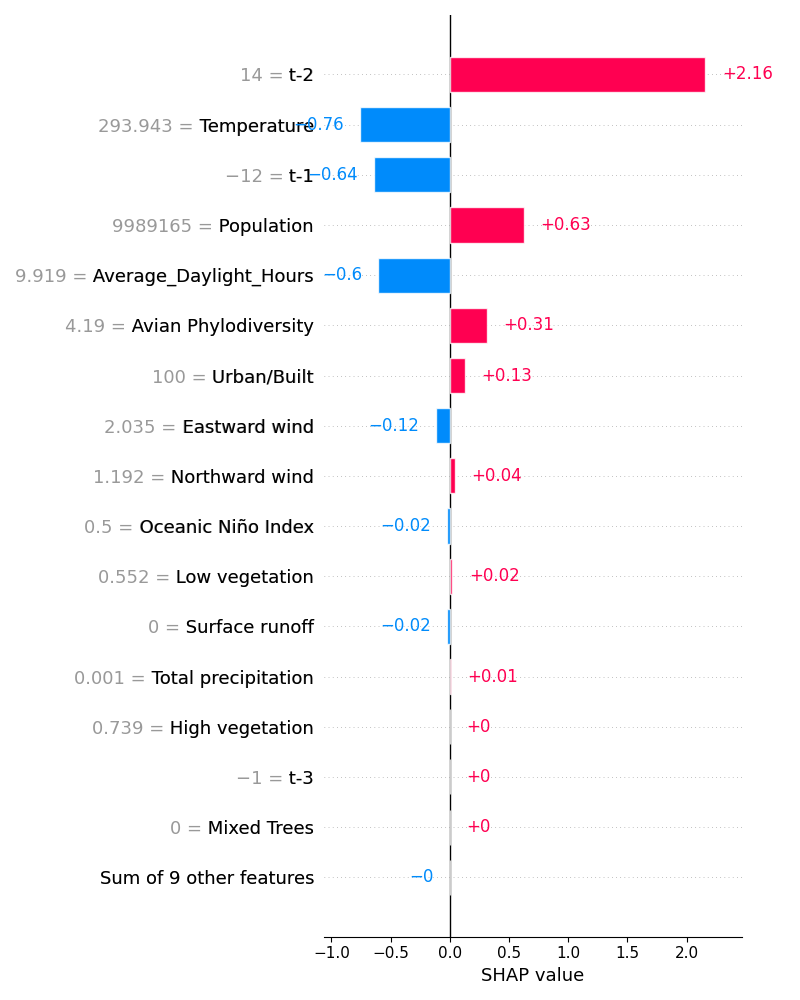 14 = t-2 +2.16
293.943 = Temperature −0.76
−12 = t-1 −0.64
9989165 = Population +0.63
9.919 = Average_Daylight_Hours −0.6
4.19 = Avian Phylodiversity +0.31
100 = Urban/Built +0.13
2.035 = Eastward wind −0.12
1.192 = Northward wind +0.04
0.5 = Oceanic Niño Index −0.02
0.552 = Low vegetation +0.02
0 = Surface runoff −0.02
0.001 = Total precipitation +0.01
0.739 = High vegetation +0
−1 = t-3 +0
0 = Mixed Trees +0
Sum of 9 other features −0
−1.0 −0.5 0.0 0.5 1.0 1.5 2.0
SHAP value